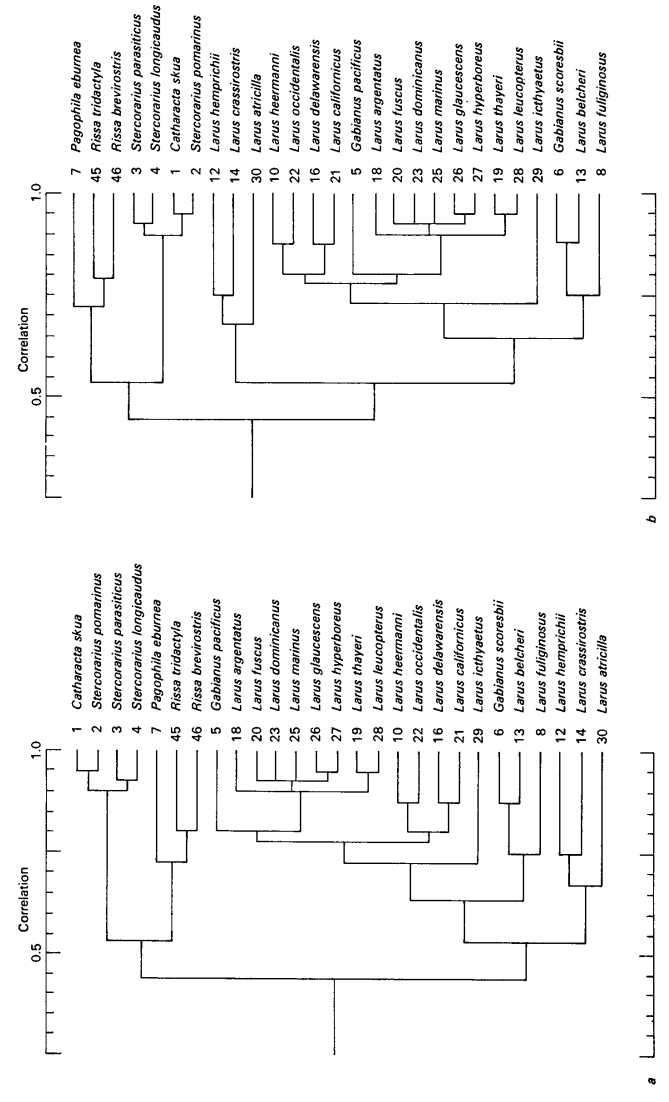 Correlation
0.5
1.0
7 Pagophila eburnea
45 Rissa tridactyla
46 Rissa brevirostris
3 Stercorarius parasiticus
4 Stercorarius longicaudus
1 Catharacta skua
2 Stercorarius pomarinus
12 Larus hemprichii
14 Larus crassirostris
30 Larus atricilla
10 Larus heermanni
22 Larus occidentalis
16 Larus delawarensis
21 Larus californicus
5 Gabianus pacificus
18 Larus argentatus
20 Larus fuscus
23 Larus dominicanus
25 Larus marinus
26 Larus glaucescens
27 Larus hyperboreus
19 Larus thayeri
28 Larus leucopterus
29 Larus icthyaetus
6 Gabianus scoresbii
13 Larus belcheri
8 Larus fuliginosus
b
Correlation
0.5
1.0
1 Catharacta skua
2 Stercorarius pomarinus
3 Stercorarius parasiticus
4 Stercorarius longicaudus
7 Pagophila eburnea
45 Rissa tridactyla
46 Rissa brevirostris
5 Gabianus pacificus
18 Larus argentatus
20 Larus fuscus
23 Larus dominicanus
25 Larus marinus
26 Larus glaucescens
27 Larus hyperboreus
19 Larus thayeri
28 Larus leucopterus
10 Larus heermanni
22 Larus occidentalis
16 Larus delawarensis
21 Larus californicus
29 Larus icthyaetus
6 Gabianus scoresbii
13 Larus belcheri
8 Larus fuliginosus
12 Larus hemprichii
14 Larus crassirostris
30 Larus atricilla
a